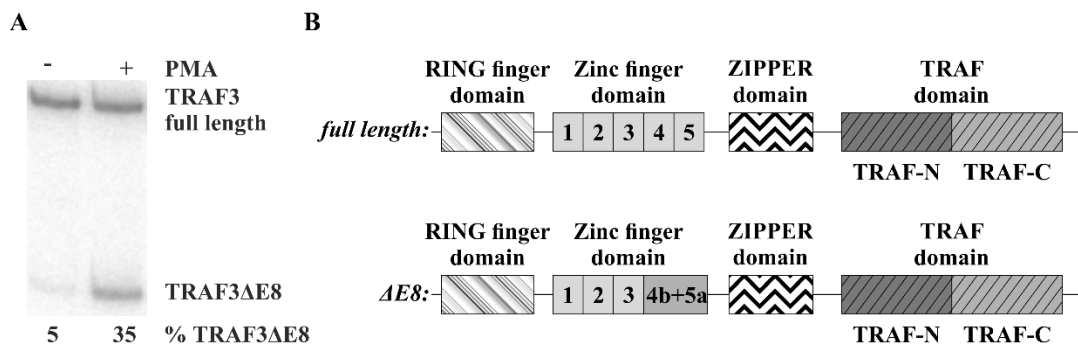 A
- + PMA
TRAF3
full length
TRAF3ΔE8
5 35 % TRAF3ΔE8
B
RING finger domain
Zinc finger domain
ZIPPER domain
TRAF domain
full length: 1 2 3 4 5
TRAF-N TRAF-C
RING finger domain
Zinc finger domain
ZIPPER domain
TRAF domain
ΔE8: 1 2 3 4b+5a
TRAF-N TRAF-C